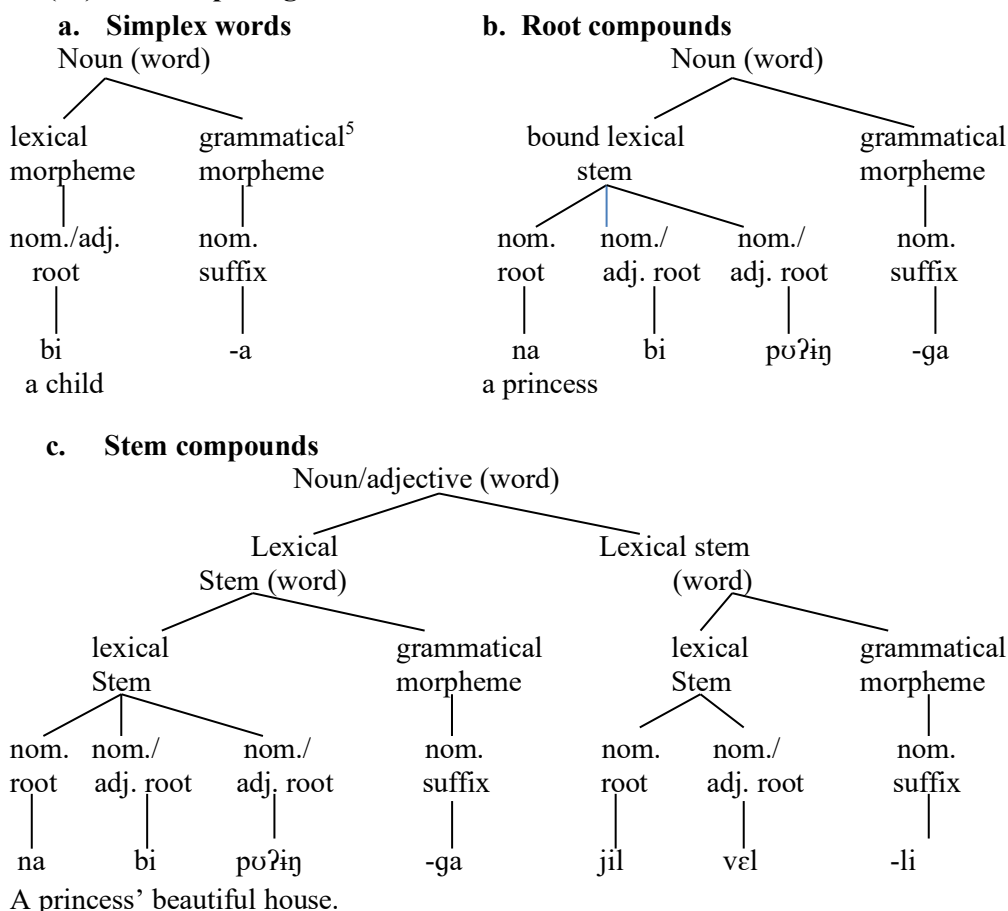 a. Simplex words b. Root compounds
Noun (word) Noun (word)
lexical grammatical⁵ bound lexical grammatical
morpheme morpheme stem morpheme
nom./adj. nom. nom. nom./ nom./ nom.
root suffix root adj. root adj. root suffix
bi -a na bi pʊʔɨŋ -ga
a child a princess
c. Stem compounds
Noun/adjective (word)
Lexical Lexical stem
Stem (word) (word)
lexical grammatical lexical grammatical
Stem morpheme Stem morpheme
nom. nom./ nom./ nom. nom. nom./ nom.
root adj. root adj. root suffix root adj. root suffix
na bi pʊʔɨŋ -ga jil vɛl -li
A princess’ beautiful house.